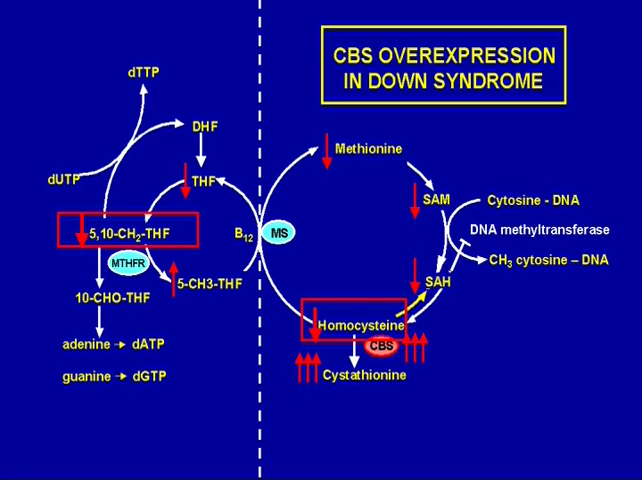 CBS OVEREXPRESSION
IN DOWN SYNDROME
dTTP
DHF
dUTP
THF
5,10-CH2-THF
MTHFR
5-CH3-THF
10-CHO-THF
adenine → dATP
guanine → dGTP
B12
MS
Methionine
SAM
Cytosine - DNA
DNA methyltransferase
CH3 cytosine – DNA
SAH
Homocysteine
CBS
Cystathionine